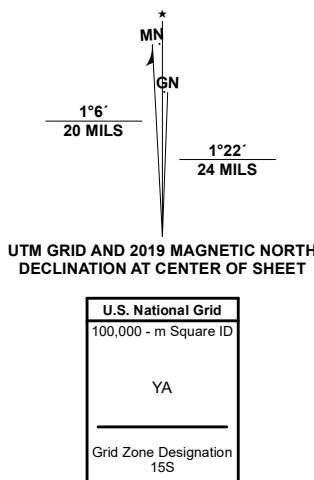 ★
MN
GN
1°6´
20 MILS
1°22´
24 MILS
UTM GRID AND 2019 MAGNETIC NORTH
DECLINATION AT CENTER OF SHEET
U.S. National Grid
100,000 - m Square ID
YA
Grid Zone Designation
15S